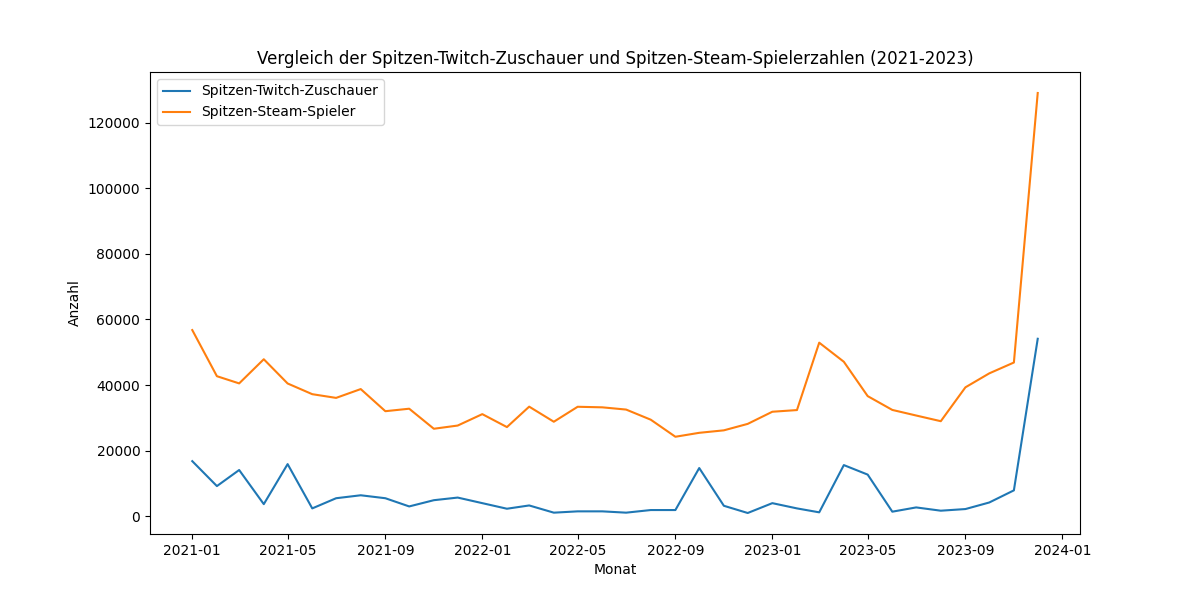 Vergleich der Spitzen-Twitch-Zuschauer und Spitzen-Steam-Spielerzahlen (2021-2023)
Spitzen-Twitch-Zuschauer
Spitzen-Steam-Spieler
120000
100000
80000
60000
40000
20000
0
Anzahl
2021-01 2021-05 2021-09 2022-01 2022-05 2022-09 2023-01 2023-05 2023-09 2024-01
Monat